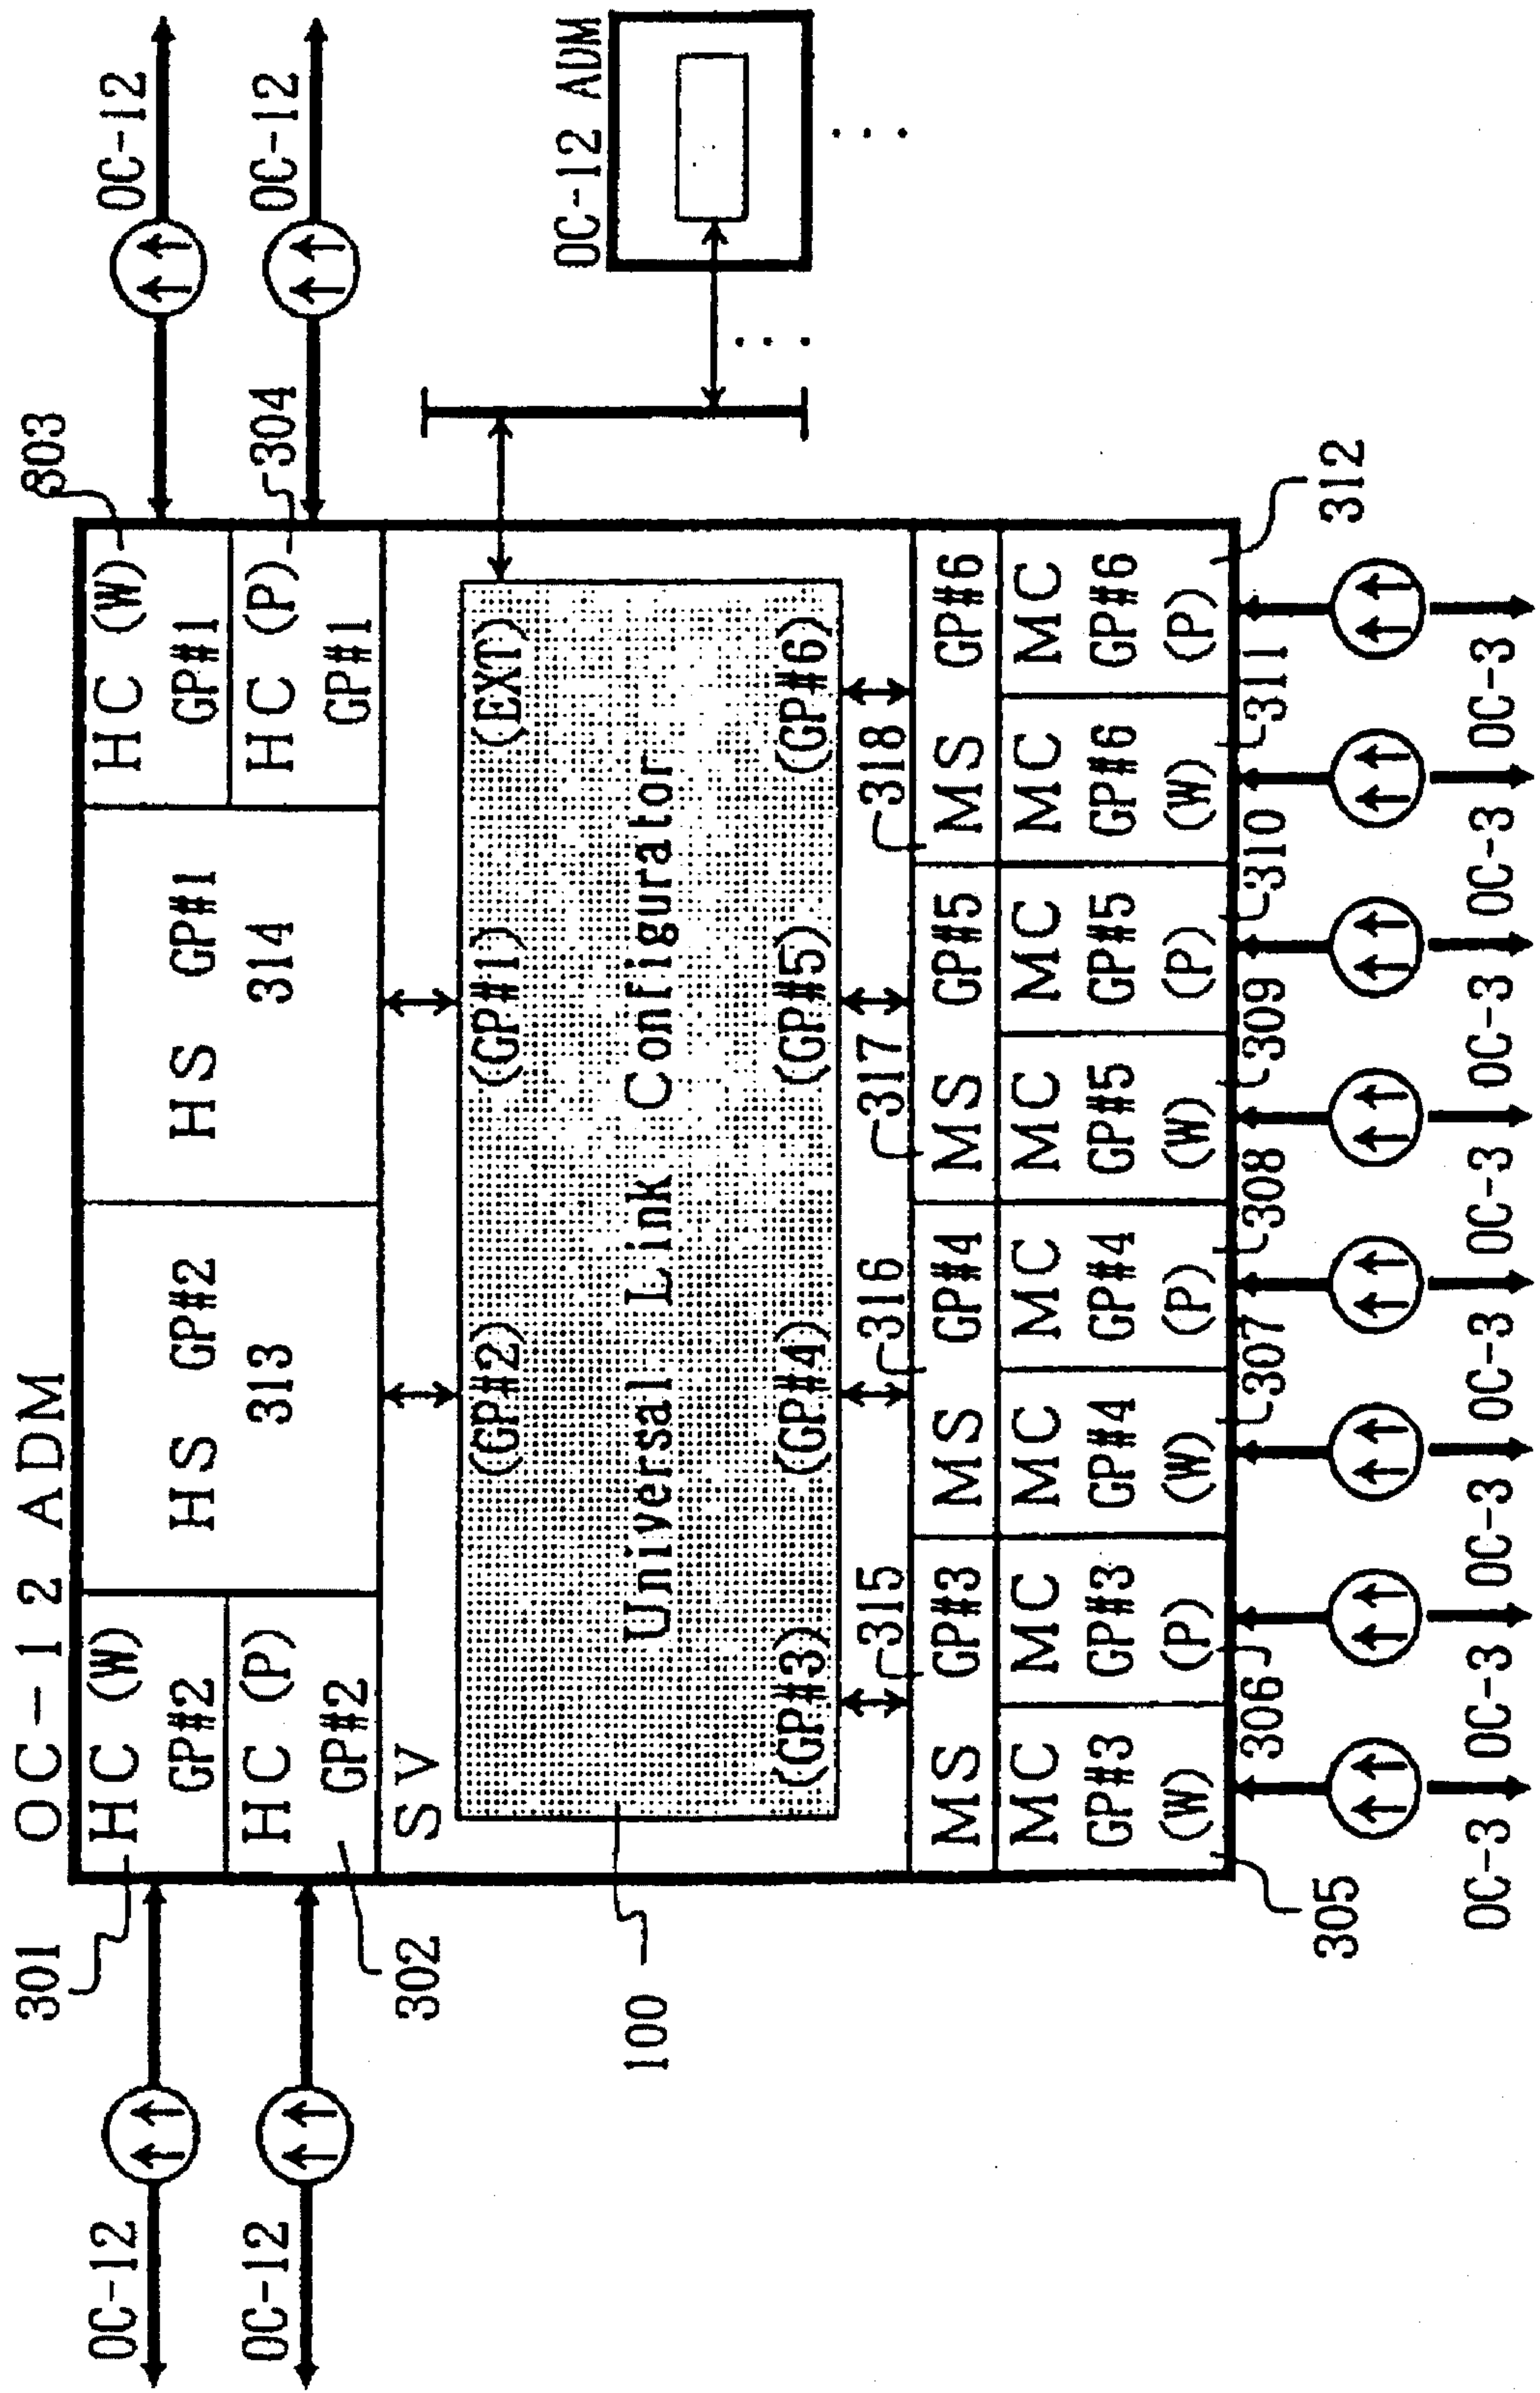 OC-12 ADM
301
HC (W)
GP#2
302
HC (P)
GP#2
HS GP#2
313
HS GP#1
314
303
HC (W)
GP#1
304
HC (P)
GP#1
OC-12
OC-12
OC-12
OC-12
SV
100
(GP#2)
(GP#1)
(EXT)
Universal Link Configurator
(GP#3)
(GP#4)
(GP#5)
(GP#6)
OC-12 ADM
315
316
317
318
MS GP#3
MS GP#4
MS GP#5
MS GP#6
MC
GP#3
(W)
MC
GP#3
(P)
MC
GP#4
(W)
MC
GP#4
(P)
MC
GP#5
(W)
MC
GP#5
(P)
MC
GP#6
(W)
MC
GP#6
(P)
305
306
307
308
309
310
311
312
OC-3
OC-3
OC-3
OC-3
OC-3
OC-3
OC-3
OC-3